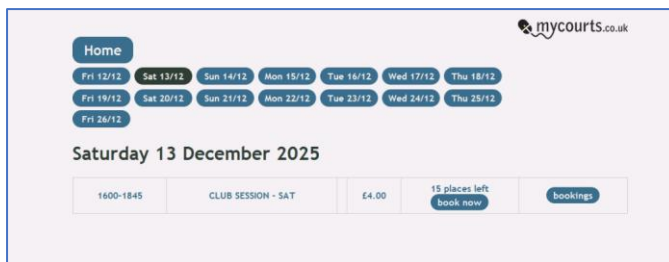 mycourts.co.uk
Home
Fri 12/12 Sat 13/12 Sun 14/12 Mon 15/12 Tue 16/12 Wed 17/12 Thu 18/12
Fri 19/12 Sat 20/12 Sun 21/12 Mon 22/12 Tue 23/12 Wed 24/12 Thu 25/12
Fri 26/12
Saturday 13 December 2025
1600-1845 CLUB SESSION - SAT £4.00 15 places left bookings
book now